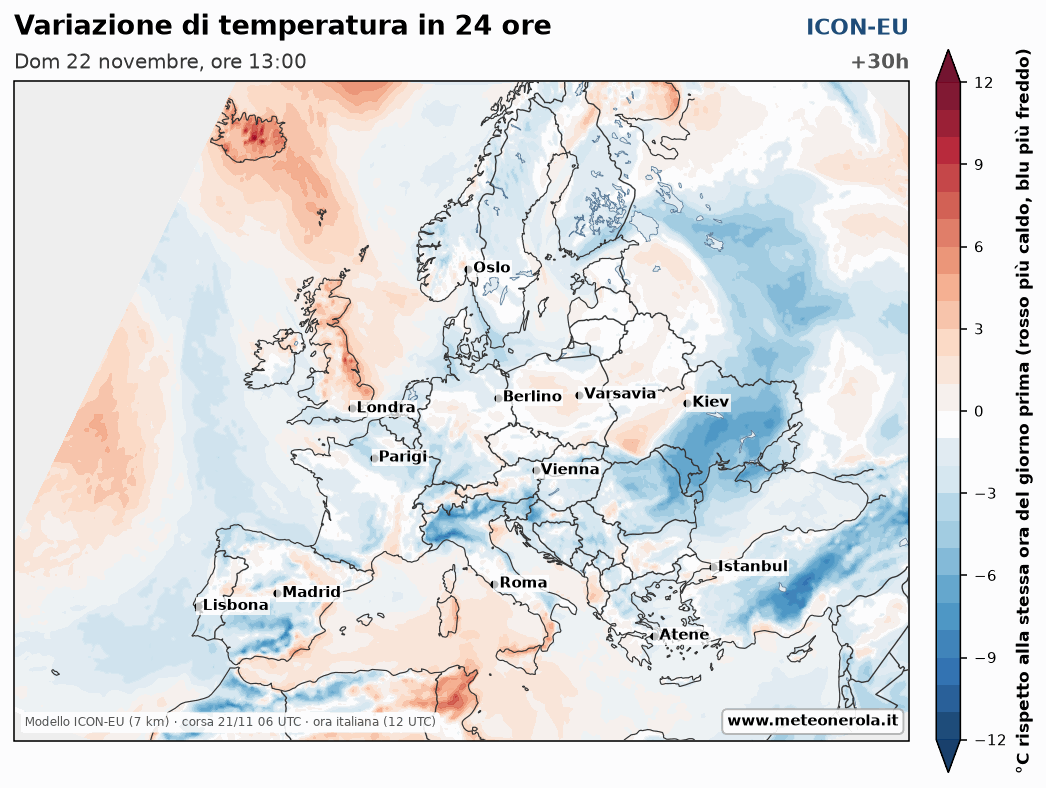 Variazione di temperatura in 24 ore
ICON-EU
Dom 22 novembre, ore 13:00
+30h
Oslo
Londra
Berlino
Varsavia
Kiev
Parigi
Vienna
Istanbul
Roma
Madrid
Lisbona
Atene
Modello ICON-EU (7 km) · corsa 21/11 06 UTC · ora italiana (12 UTC)
www.meteonerola.it
12
9
6
3
0
−3
−6
−9
−12
°C rispetto alla stessa ora del giorno prima (rosso più caldo, blu più freddo)